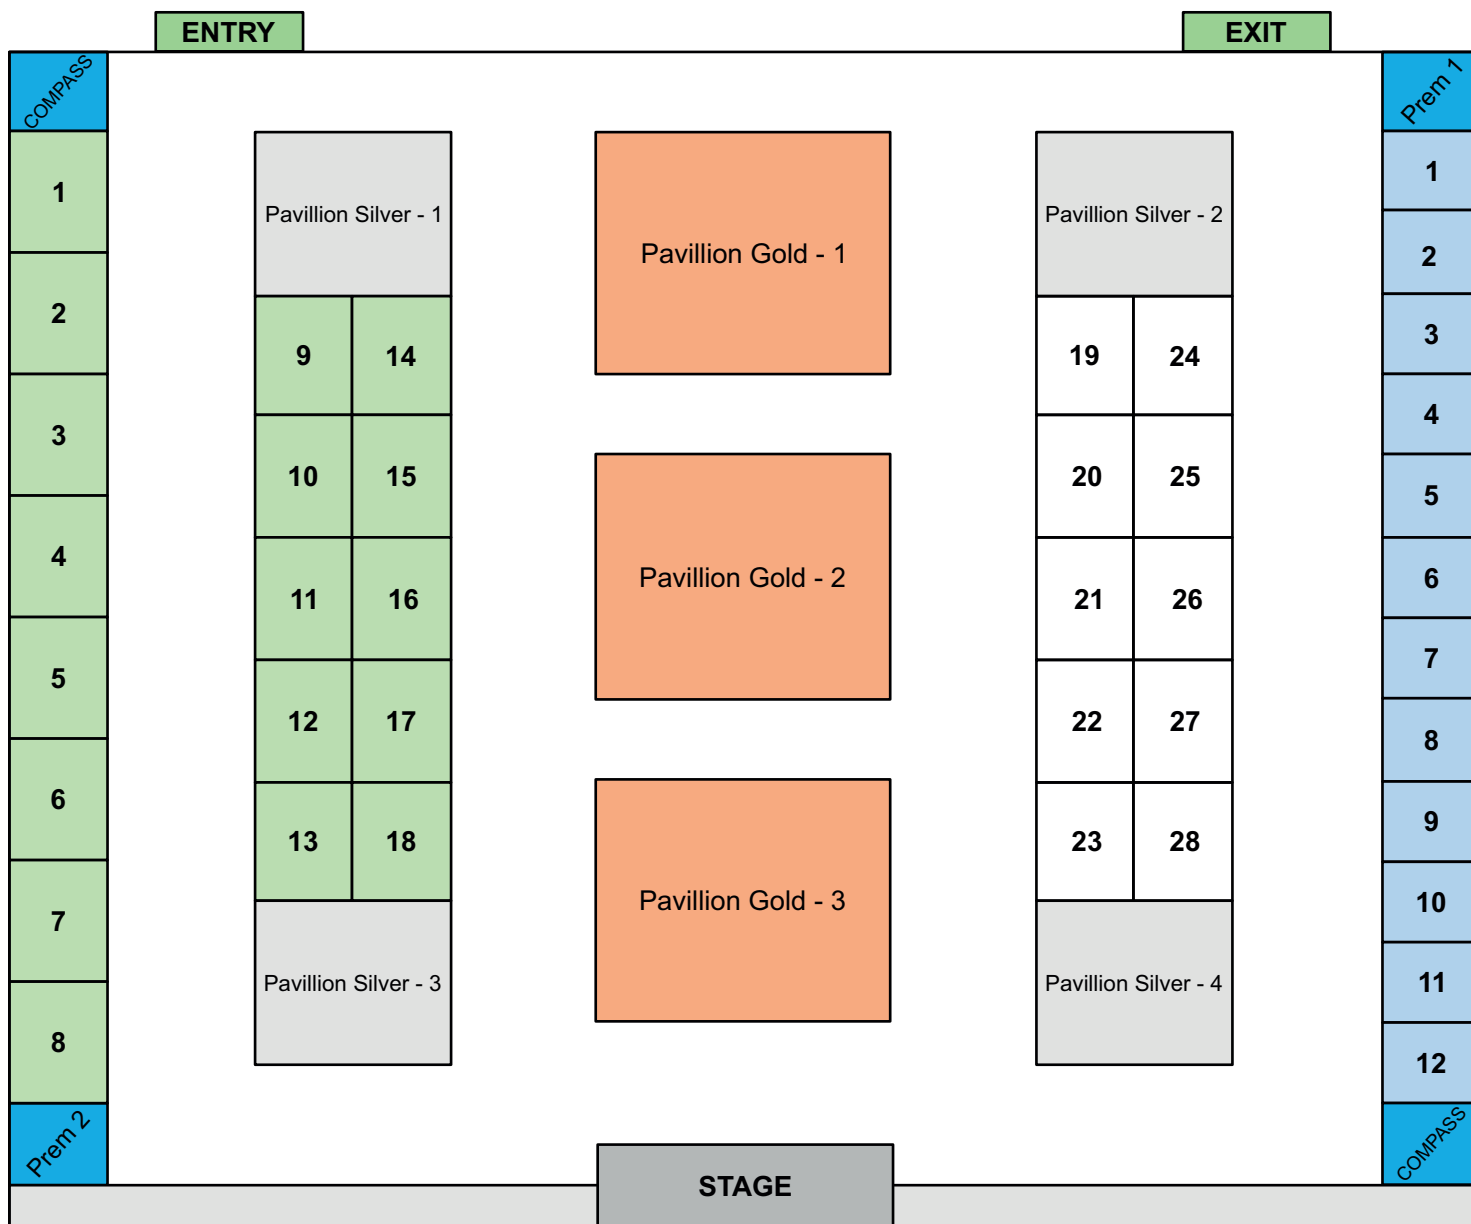 ENTRY
EXIT
COMPASS
Prem 1
1
2
3
4
5
6
7
8
Prem 2
Pavillion Silver - 1
9
14
10
15
11
16
12
17
13
18
Pavillion Silver - 3
Pavillion Gold - 1
Pavillion Gold - 2
Pavillion Gold - 3
Pavillion Silver - 2
19
24
20
25
21
26
22
27
23
28
Pavillion Silver - 4
1
2
3
4
5
6
7
8
9
10
11
12
COMPASS
STAGE